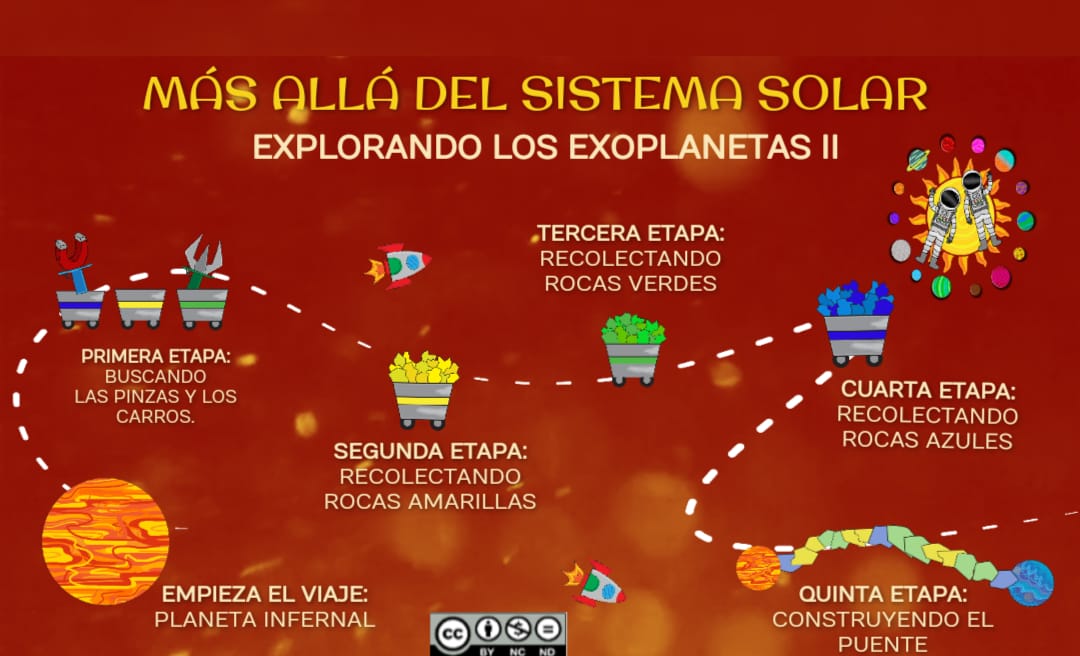 MÁS ALLÁ DEL SISTEMA SOLAR
EXPLORANDO LOS EXOPLANETAS II
TERCERA ETAPA:
RECOLECTANDO
ROCAS VERDES
PRIMERA ETAPA:
BUSCANDO
LAS PINZAS Y LOS
CARROS.
CUARTA ETAPA:
RECOLECTANDO
ROCAS AZULES
SEGUNDA ETAPA:
RECOLECTANDO
ROCAS AMARILLAS
EMPIEZA EL VIAJE:
PLANETA INFERNAL
QUINTA ETAPA:
CONSTRUYENDO EL
PUENTE
cc
BY NC ND